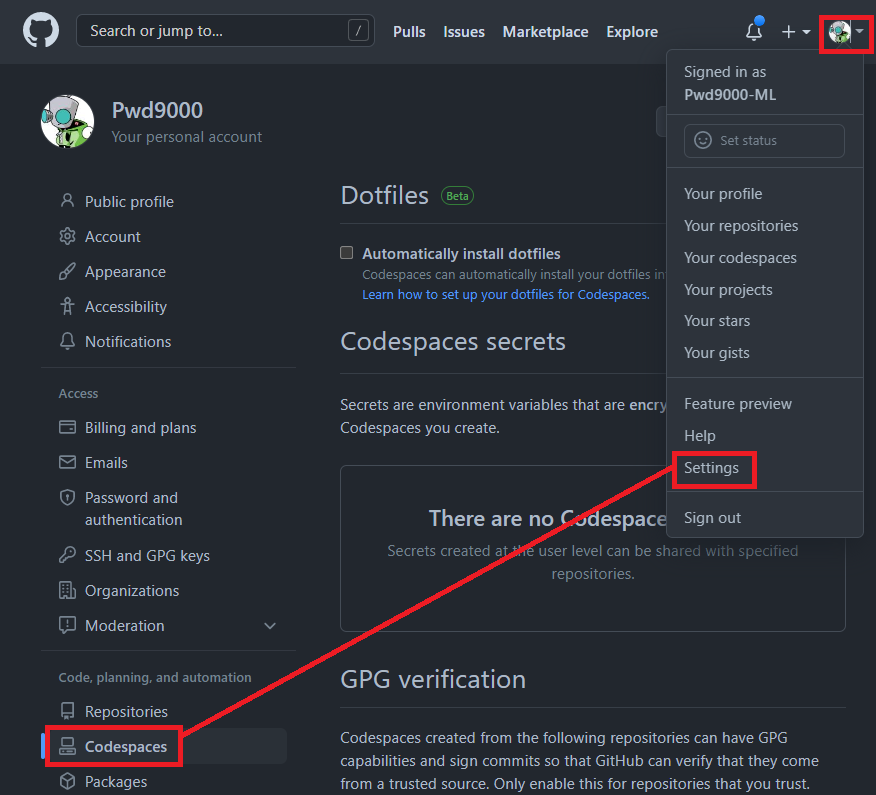 Search or jump to...
/
Pulls
Issues
Marketplace
Explore
Signed in as
Pwd9000-ML
Set status
Your profile
Your repositories
Your codespaces
Your projects
Your stars
Your gists
Feature preview
Help
Settings
Sign out
Pwd9000
Your personal account
Public profile
Account
Appearance
Accessibility
Notifications
Access
Billing and plans
Emails
Password and
authentication
SSH and GPG keys
Organizations
Moderation
Code, planning, and automation
Repositories
Codespaces
Packages
Dotfiles
Beta
Automatically install dotfiles
Codespaces can automatically install your dotfiles
Learn how to set up your dotfiles for Codespaces.
Codespaces secrets
Secrets are environment variables that are
Codespaces you create.
There are no
Secrets created at the user level can be shared with specified
repositories.
GPG verification
Codespaces created from the following repositories can have GPG
capabilities and sign commits so that GitHub can verify that they come
from a trusted source. Only enable this for repositories that you trust.